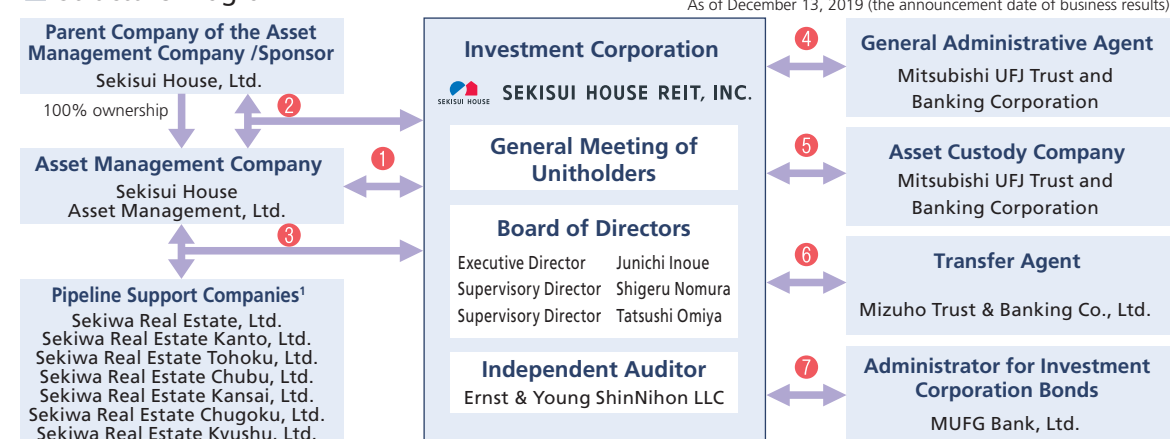 As of December 13, 2019 (the announcement date of business results)
Parent Company of the Asset
Management Company /Sponsor
Sekisui House, Ltd.
100% ownership
2
Asset Management Company
Sekisui House
Asset Management, Ltd.
1
3
Pipeline Support Companies1
Sekiwa Real Estate, Ltd.
Sekiwa Real Estate Kanto, Ltd.
Sekiwa Real Estate Tohoku, Ltd.
Sekiwa Real Estate Chubu, Ltd.
Sekiwa Real Estate Kansai, Ltd.
Sekiwa Real Estate Chugoku, Ltd.
Sekiwa Real Estate Kyushu, Ltd.
Investment Corporation
SEKISUI HOUSE
SEKISUI HOUSE REIT, INC.
General Meeting of
Unitholders
Board of Directors
Executive Director Junichi Inoue
Supervisory Director Shigeru Nomura
Supervisory Director Tatsushi Omiya
Independent Auditor
Ernst & Young ShinNihon LLC
4
General Administrative Agent
Mitsubishi UFJ Trust and
Banking Corporation
5
Asset Custody Company
Mitsubishi UFJ Trust and
Banking Corporation
6
Transfer Agent
Mizuho Trust & Banking Co., Ltd.
7
Administrator for Investment
Corporation Bonds
MUFG Bank, Ltd.